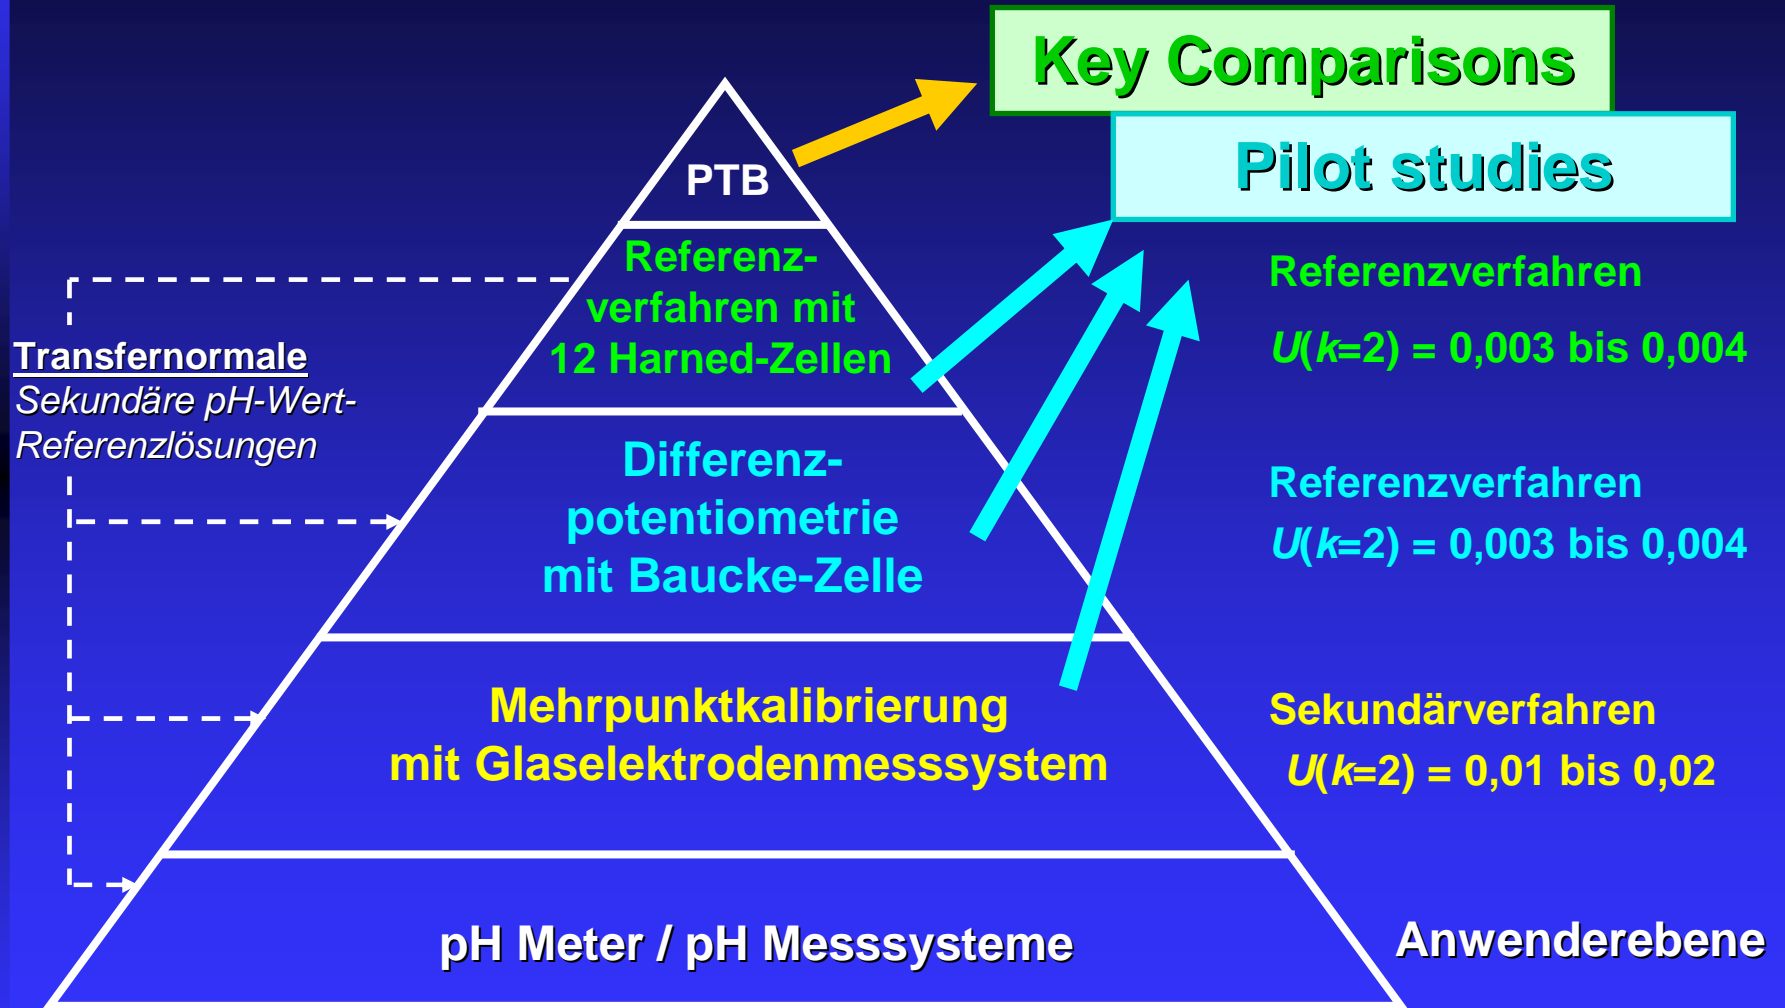 Key Comparisons
Pilot studies
PTB
Referenz-
verfahren mit
12 Harned-Zellen
Referenzverfahren
U(k=2) = 0,003 bis 0,004
Transfernormale
Sekundäre pH-Wert-
Referenzlösungen
Differenz-
potentiometrie
mit Baucke-Zelle
Referenzverfahren
U(k=2) = 0,003 bis 0,004
Mehrpunktkalibrierung
mit Glaselektrodenmesssystem
Sekundärverfahren
U(k=2) = 0,01 bis 0,02
pH Meter / pH Messsysteme
Anwenderebene